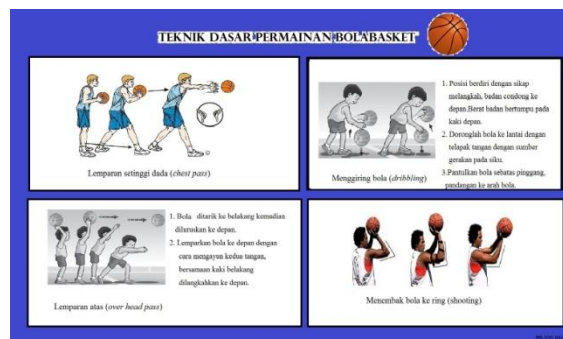 TEKNIK DASAR PERMAINAN BOLABASKET
Lemparan setinggi dada (chest pass)
1. Posisi berdiri dengan sikap
melangkah, badan condong ke
depan.Berat badan bertumpu pada
kaki depan.
2. Doronglah bola ke lantai dengan
telapak tangan dengan sumber
gerakan pada siku.
3.Pantulkan bola sebatas pinggang,
pandangan ke arah bola.
Menggiring bola (dribbling)
1. Bola ditarik ke belakang kemudian
diluruskan ke depan.
2. Lemparkan bola ke depan dengan
cara mengayun kedua tangan,
bersamaan kaki belakang
dilangkahkan ke depan.
Lemparan atas (over head pass)
Menembak bola ke ring (shooting)